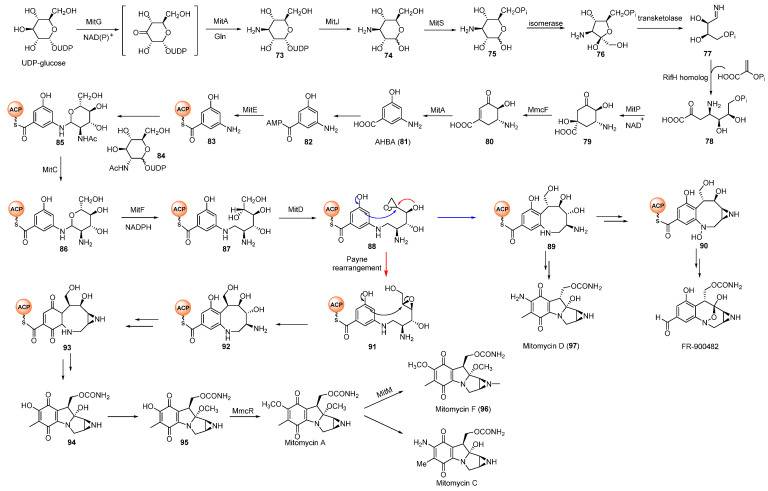 MitG
NAD(P)+
UDP-glucose
MitA
Gln
73
MitJ
74
MitS
75
isomerase
76
transketolase
77
RifH homolog
78
MitP
NAD+
79
MmcF
80
MitA
AHBA (81)
82
MitE
83
84
85
MitC
86
MitF
NADPH
87
MitD
88
Payne
rearrangement
89
90
91
92
93
Mitomycin D (97)
FR-900482
94
95
MmcR
Mitomycin A
MitM
Mitomycin F (96)
Mitomycin C